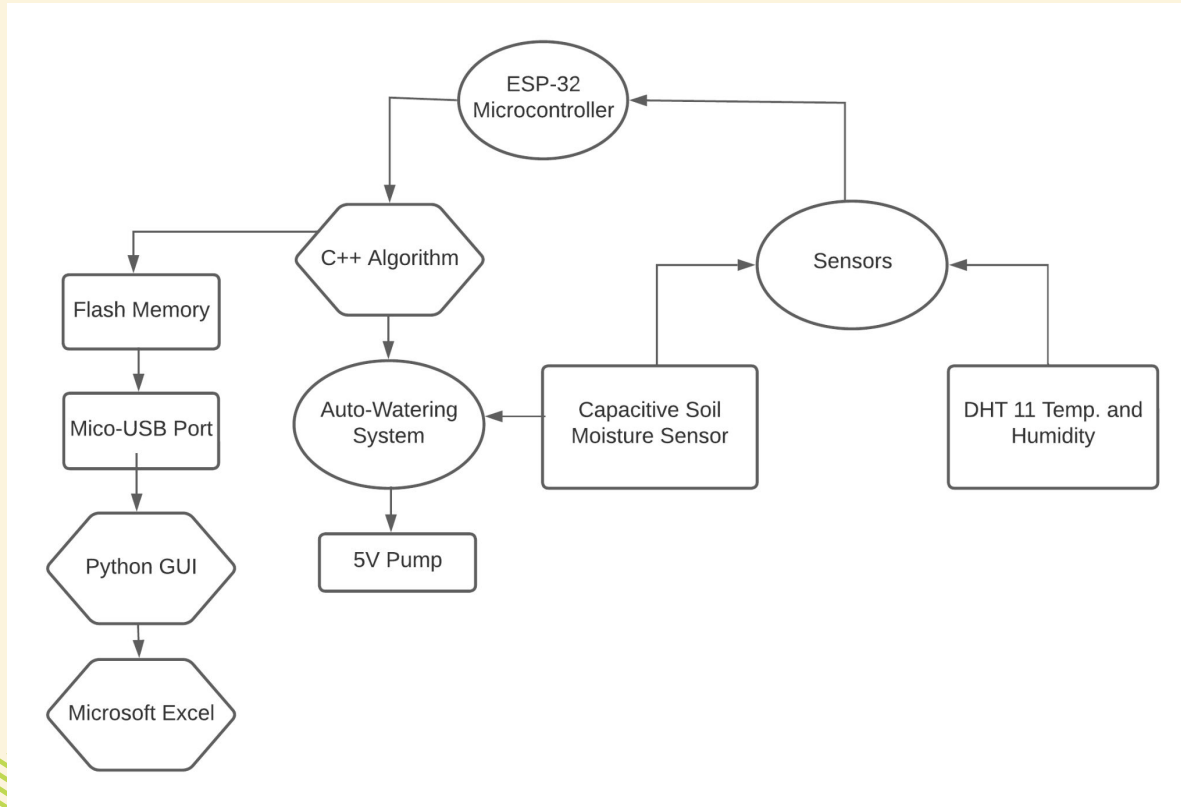 ESP-32
Microcontroller
C++ Algorithm
Sensors
Flash Memory
Mico-USB Port
Auto-Watering
System
Capacitive Soil
Moisture Sensor
DHT 11 Temp. and
Humidity
5V Pump
Python GUI
Microsoft Excel